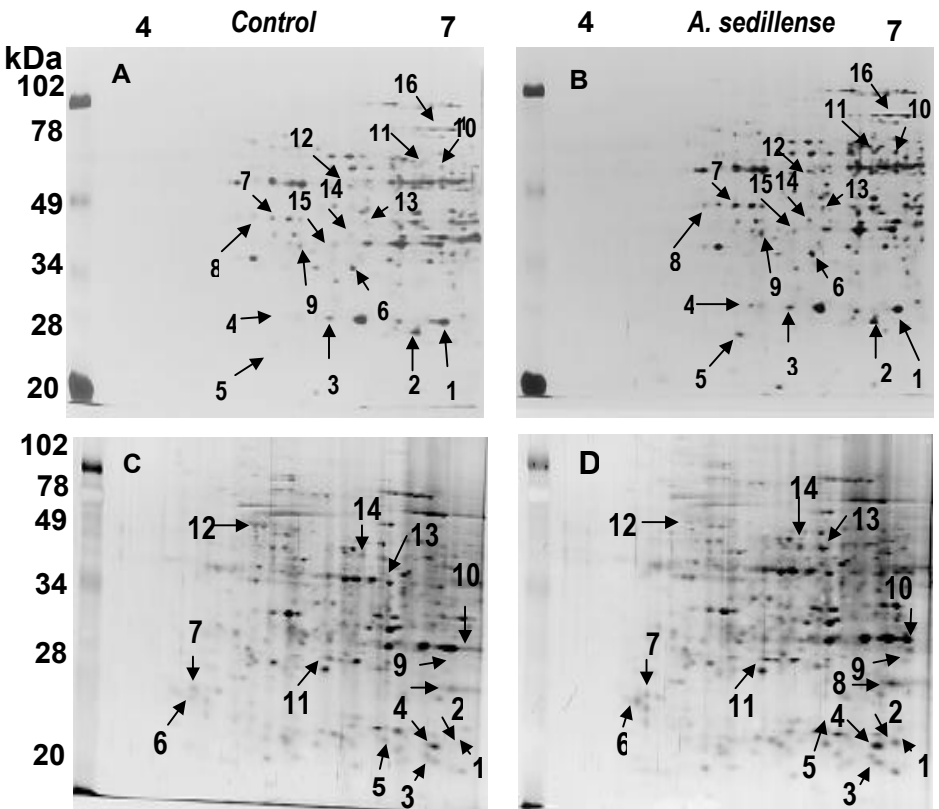 4 Control 7 4 A. sedillense 7
kDa
102 A 16 B 16
78 12 11 10 11 10
49 7 15 14 13 7 12 15 14 13
34 8 9 6 8 9 6
28 4 4
20 5 3 2 1 5 3 2 1
102 C D
78 14 14
49 12 13 12 13
34 10 10
28 7 9 7 9
11 4 2 8 11 4 2
20 6 5 3 1 6 5 3 1